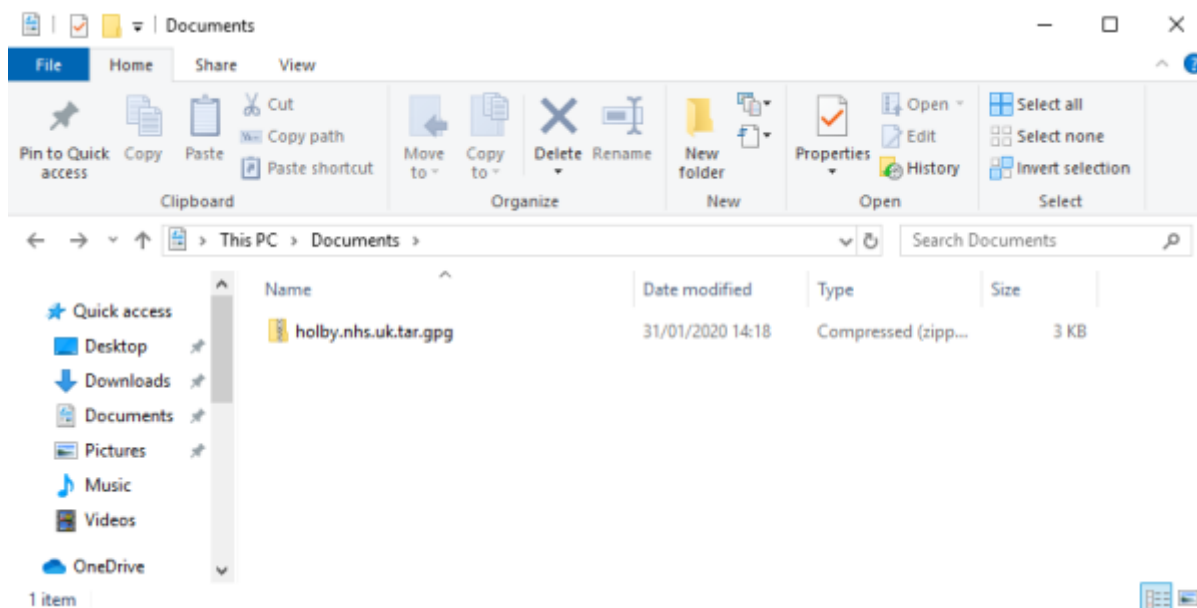 Documents
File Home Share View
Pin to Quick access
Copy
Paste
Cut
Copy path
Paste shortcut
Clipboard
Move to
Copy to
Delete
Rename
Organize
New folder
New
Properties
Open
Edit
History
Open
Select all
Select none
Invert selection
Select
This PC > Documents >
Search Documents
Name Date modified Type Size
holby.nhs.uk.tar.gpg 31/01/2020 14:18 Compressed (zipp... 3 KB
Quick access
Desktop
Downloads
Documents
Pictures
Music
Videos
OneDrive
1 item